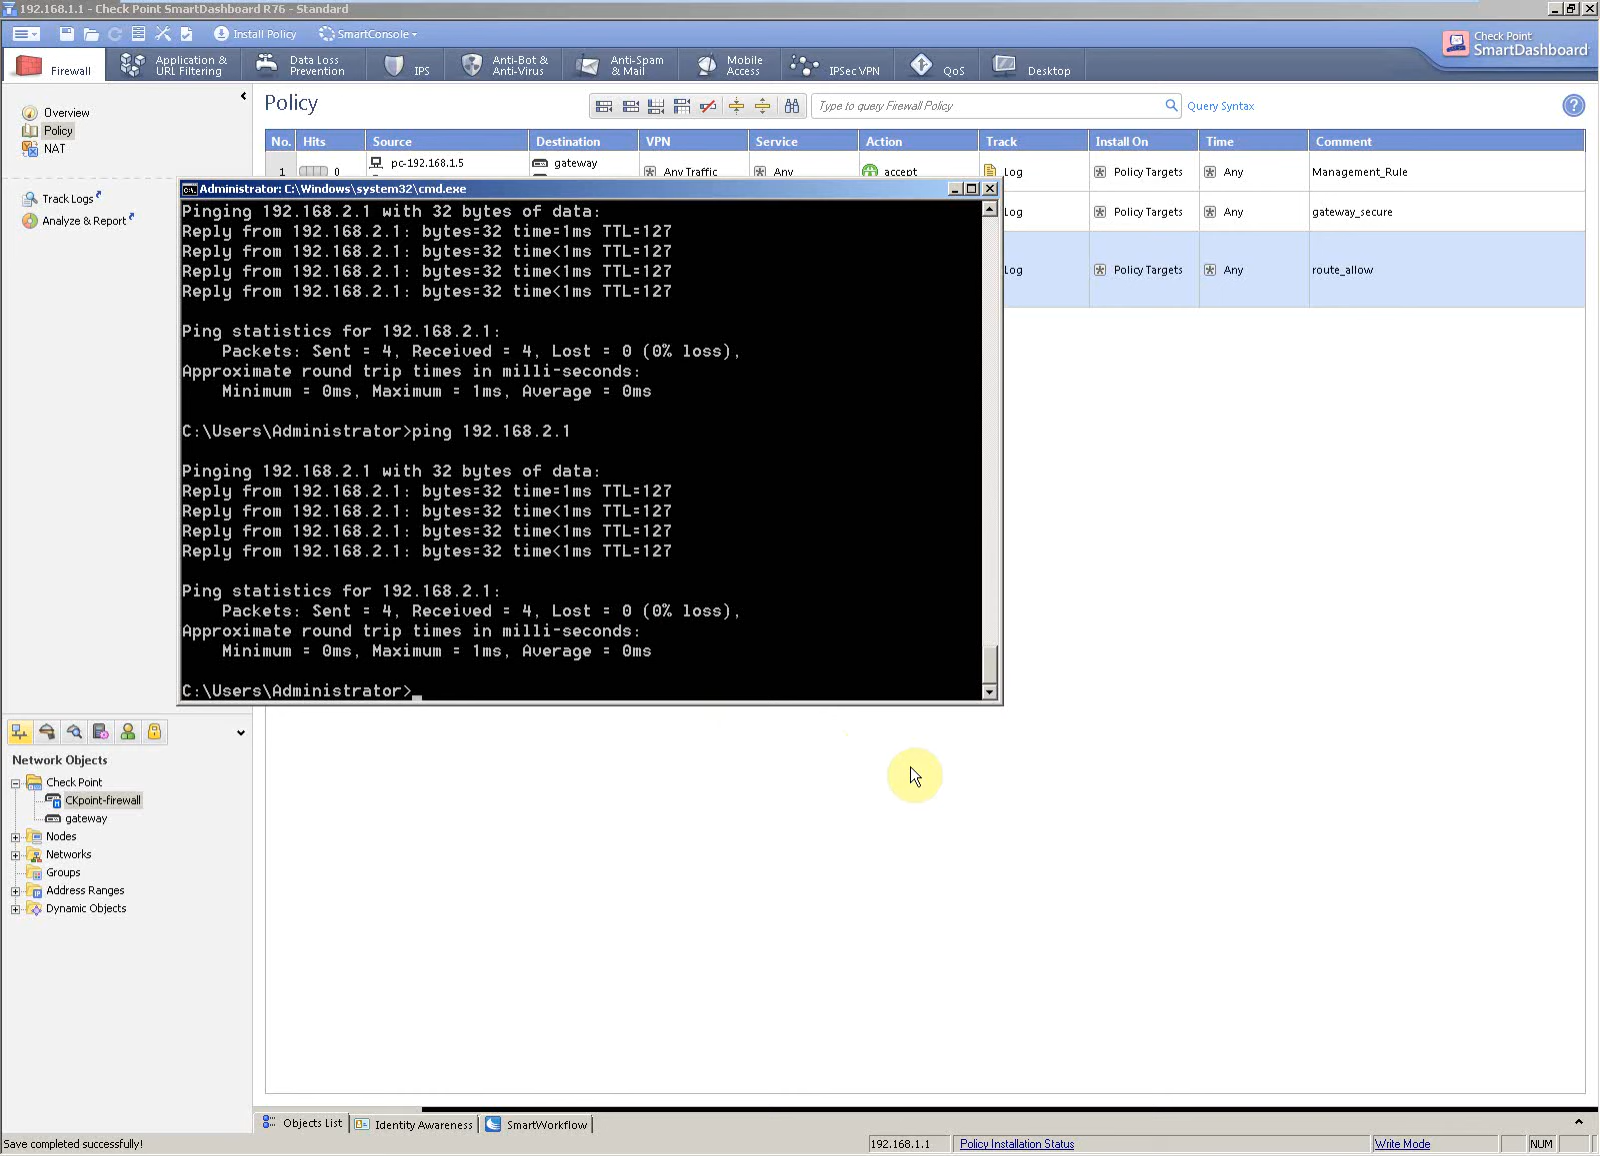 192.168.1.1 - Check Point SmartDashboard R76 - Standard
Install Policy
SmartConsole
Check Point
SmartDashboard
Firewall
Application &
URL Filtering
Data Loss
Prevention
IPS
Anti-Bot &
Anti-Virus
Anti-Spam
& Mail
Mobile
Access
IPSec VPN
QoS
Desktop
Overview
Policy
NAT
Track Logs
Analyze & Report
Policy
Type to query Firewall Policy
Query Syntax
?
No. Hits Source Destination VPN Service Action Track Install On Time Comment
1 0 pc-192.168.1.5 gateway Any Traffic Any accept Log Policy Targets Any Management_Rule
Log Policy Targets Any gateway_secure
Log Policy Targets Any route_allow
Administrator: C:\Windows\system32\cmd.exe
Pinging 192.168.2.1 with 32 bytes of data:
Reply from 192.168.2.1: bytes=32 time=1ms TTL=127
Reply from 192.168.2.1: bytes=32 time<1ms TTL=127
Reply from 192.168.2.1: bytes=32 time<1ms TTL=127
Reply from 192.168.2.1: bytes=32 time<1ms TTL=127
Ping statistics for 192.168.2.1:
Packets: Sent = 4, Received = 4, Lost = 0 (0% loss),
Approximate round trip times in milli-seconds:
Minimum = 0ms, Maximum = 1ms, Average = 0ms
C:\Users\Administrator>ping 192.168.2.1
Pinging 192.168.2.1 with 32 bytes of data:
Reply from 192.168.2.1: bytes=32 time=1ms TTL=127
Reply from 192.168.2.1: bytes=32 time<1ms TTL=127
Reply from 192.168.2.1: bytes=32 time<1ms TTL=127
Reply from 192.168.2.1: bytes=32 time<1ms TTL=127
Ping statistics for 192.168.2.1:
Packets: Sent = 4, Received = 4, Lost = 0 (0% loss),
Approximate round trip times in milli-seconds:
Minimum = 0ms, Maximum = 1ms, Average = 0ms
C:\Users\Administrator>_
Network Objects
Check Point
CKpoint-firewall
gateway
Nodes
Networks
Groups
Address Ranges
Dynamic Objects
Objects List
Identity Awareness
SmartWorkflow
Save completed successfully!
192.168.1.1
Policy Installation Status
Write Mode
NUM